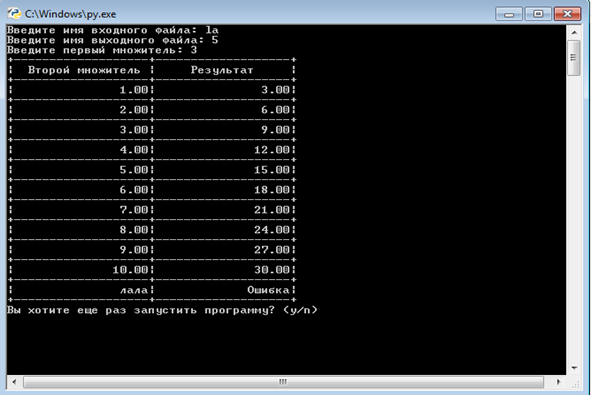 C:\Windows\py.exe
Введите имя входного файла: la
Введите имя выходного файла: 5
Введите первый множитель: 3
+--------------------+--------------------+
¦  Второй множитель ¦     Результат     ¦
+--------------------+--------------------+
¦ 1.00¦ 3.00¦
+--------------------+--------------------+
¦ 2.00¦ 6.00¦
+--------------------+--------------------+
¦ 3.00¦ 9.00¦
+--------------------+--------------------+
¦ 4.00¦ 12.00¦
+--------------------+--------------------+
¦ 5.00¦ 15.00¦
+--------------------+--------------------+
¦ 6.00¦ 18.00¦
+--------------------+--------------------+
¦ 7.00¦ 21.00¦
+--------------------+--------------------+
¦ 8.00¦ 24.00¦
+--------------------+--------------------+
¦ 9.00¦ 27.00¦
+--------------------+--------------------+
¦ 10.00¦ 30.00¦
+--------------------+--------------------+
¦ лала¦ Ошибка¦
+--------------------+--------------------+
Вы хотите еще раз запустить программу? (y/n)